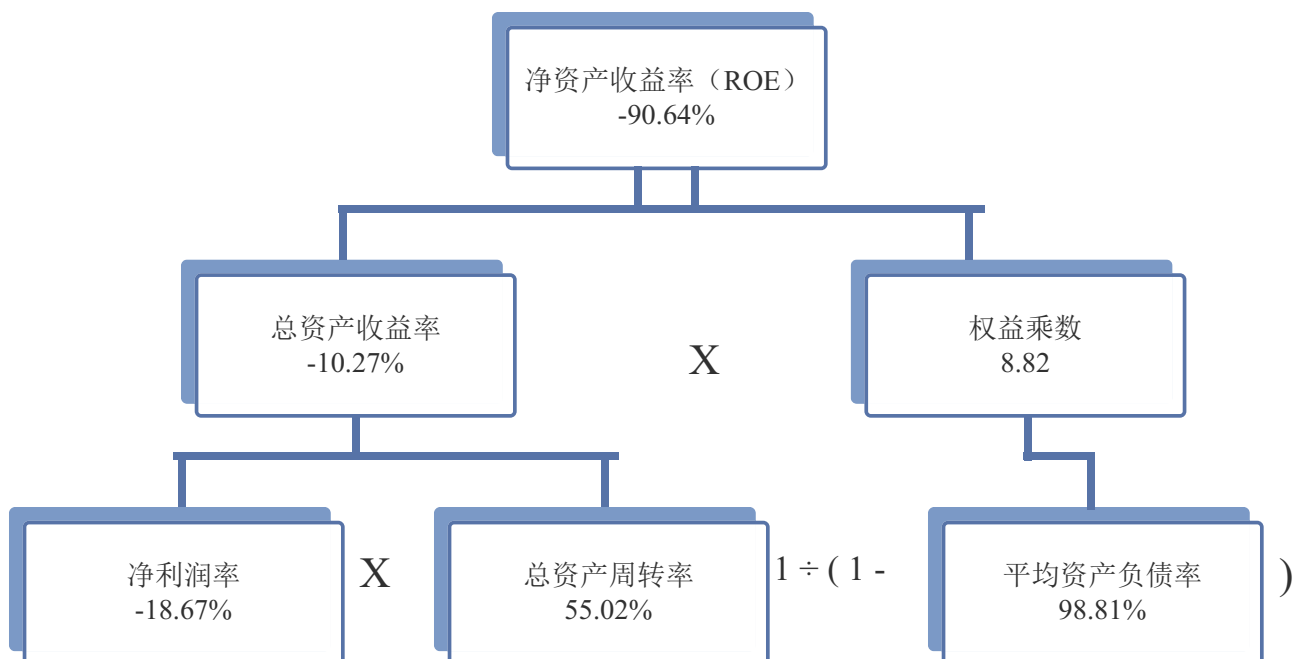 净资产收益率（ROE）
-90.64%
总资产收益率
-10.27%
X
权益乘数
8.82
净利润率
-18.67%
X
总资产周转率
55.02%
1 ÷ ( 1 -
平均资产负债率
98.81%
)